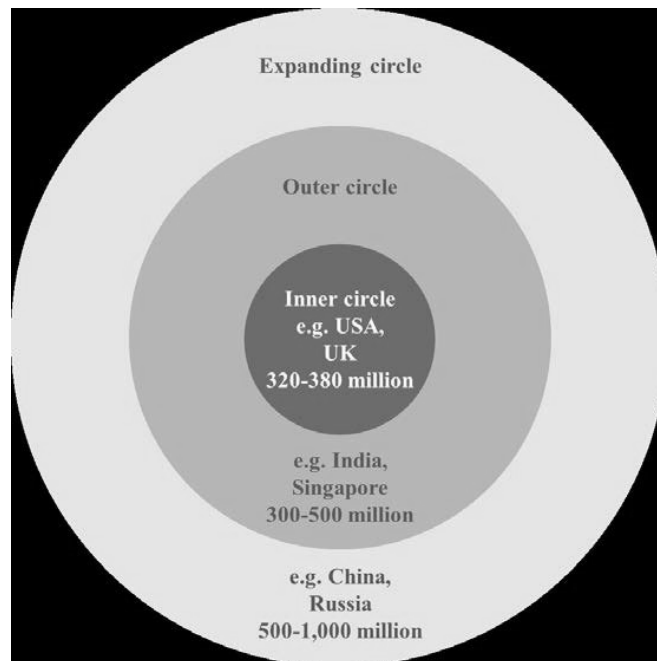 Expanding circle
Outer circle
Inner circle
e.g. USA,
UK
320-380 million
e.g. India,
Singapore
300-500 million
e.g. China,
Russia
500-1,000 million